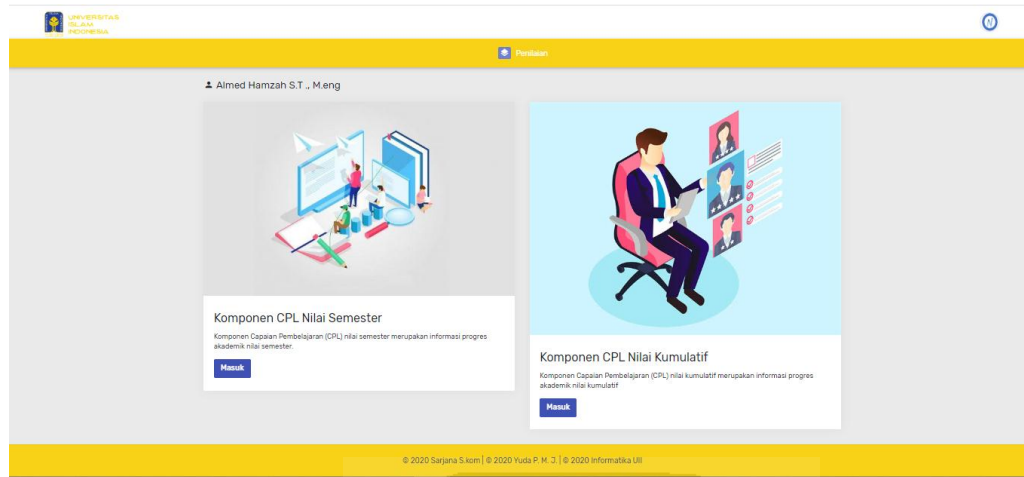 UNIVERSITAS
ISLAM
INDONESIA
N
Penilaian
Almed Hamzah S.T ., M.eng
Komponen CPL Nilai Semester
Komponen Capaian Pembelajaran (CPL) nilai semester merupakan informasi progres
akademik nilai semester.
Masuk
Komponen CPL Nilai Kumulatif
Komponen Capaian Pembelajaran (CPL) nilai kumulatif merupakan informasi progres
akademik nilai kumulatif
Masuk
© 2020 Sarjana S.kom | © 2020 Yuda P. M. J. | © 2020 Informatika UII